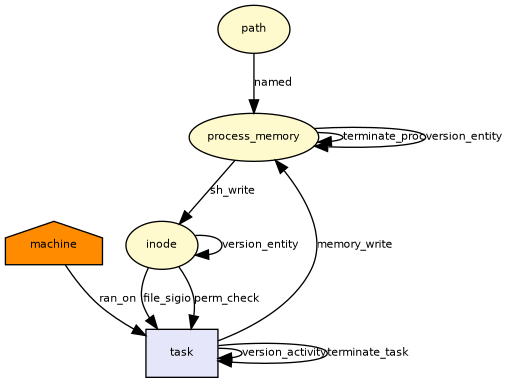 path
named
process_memory
terminate_proc
version_entity
sh_write
machine
inode
version_entity
memory_write
ran_on
file_sigio
perm_check
task
version_activity
terminate_task